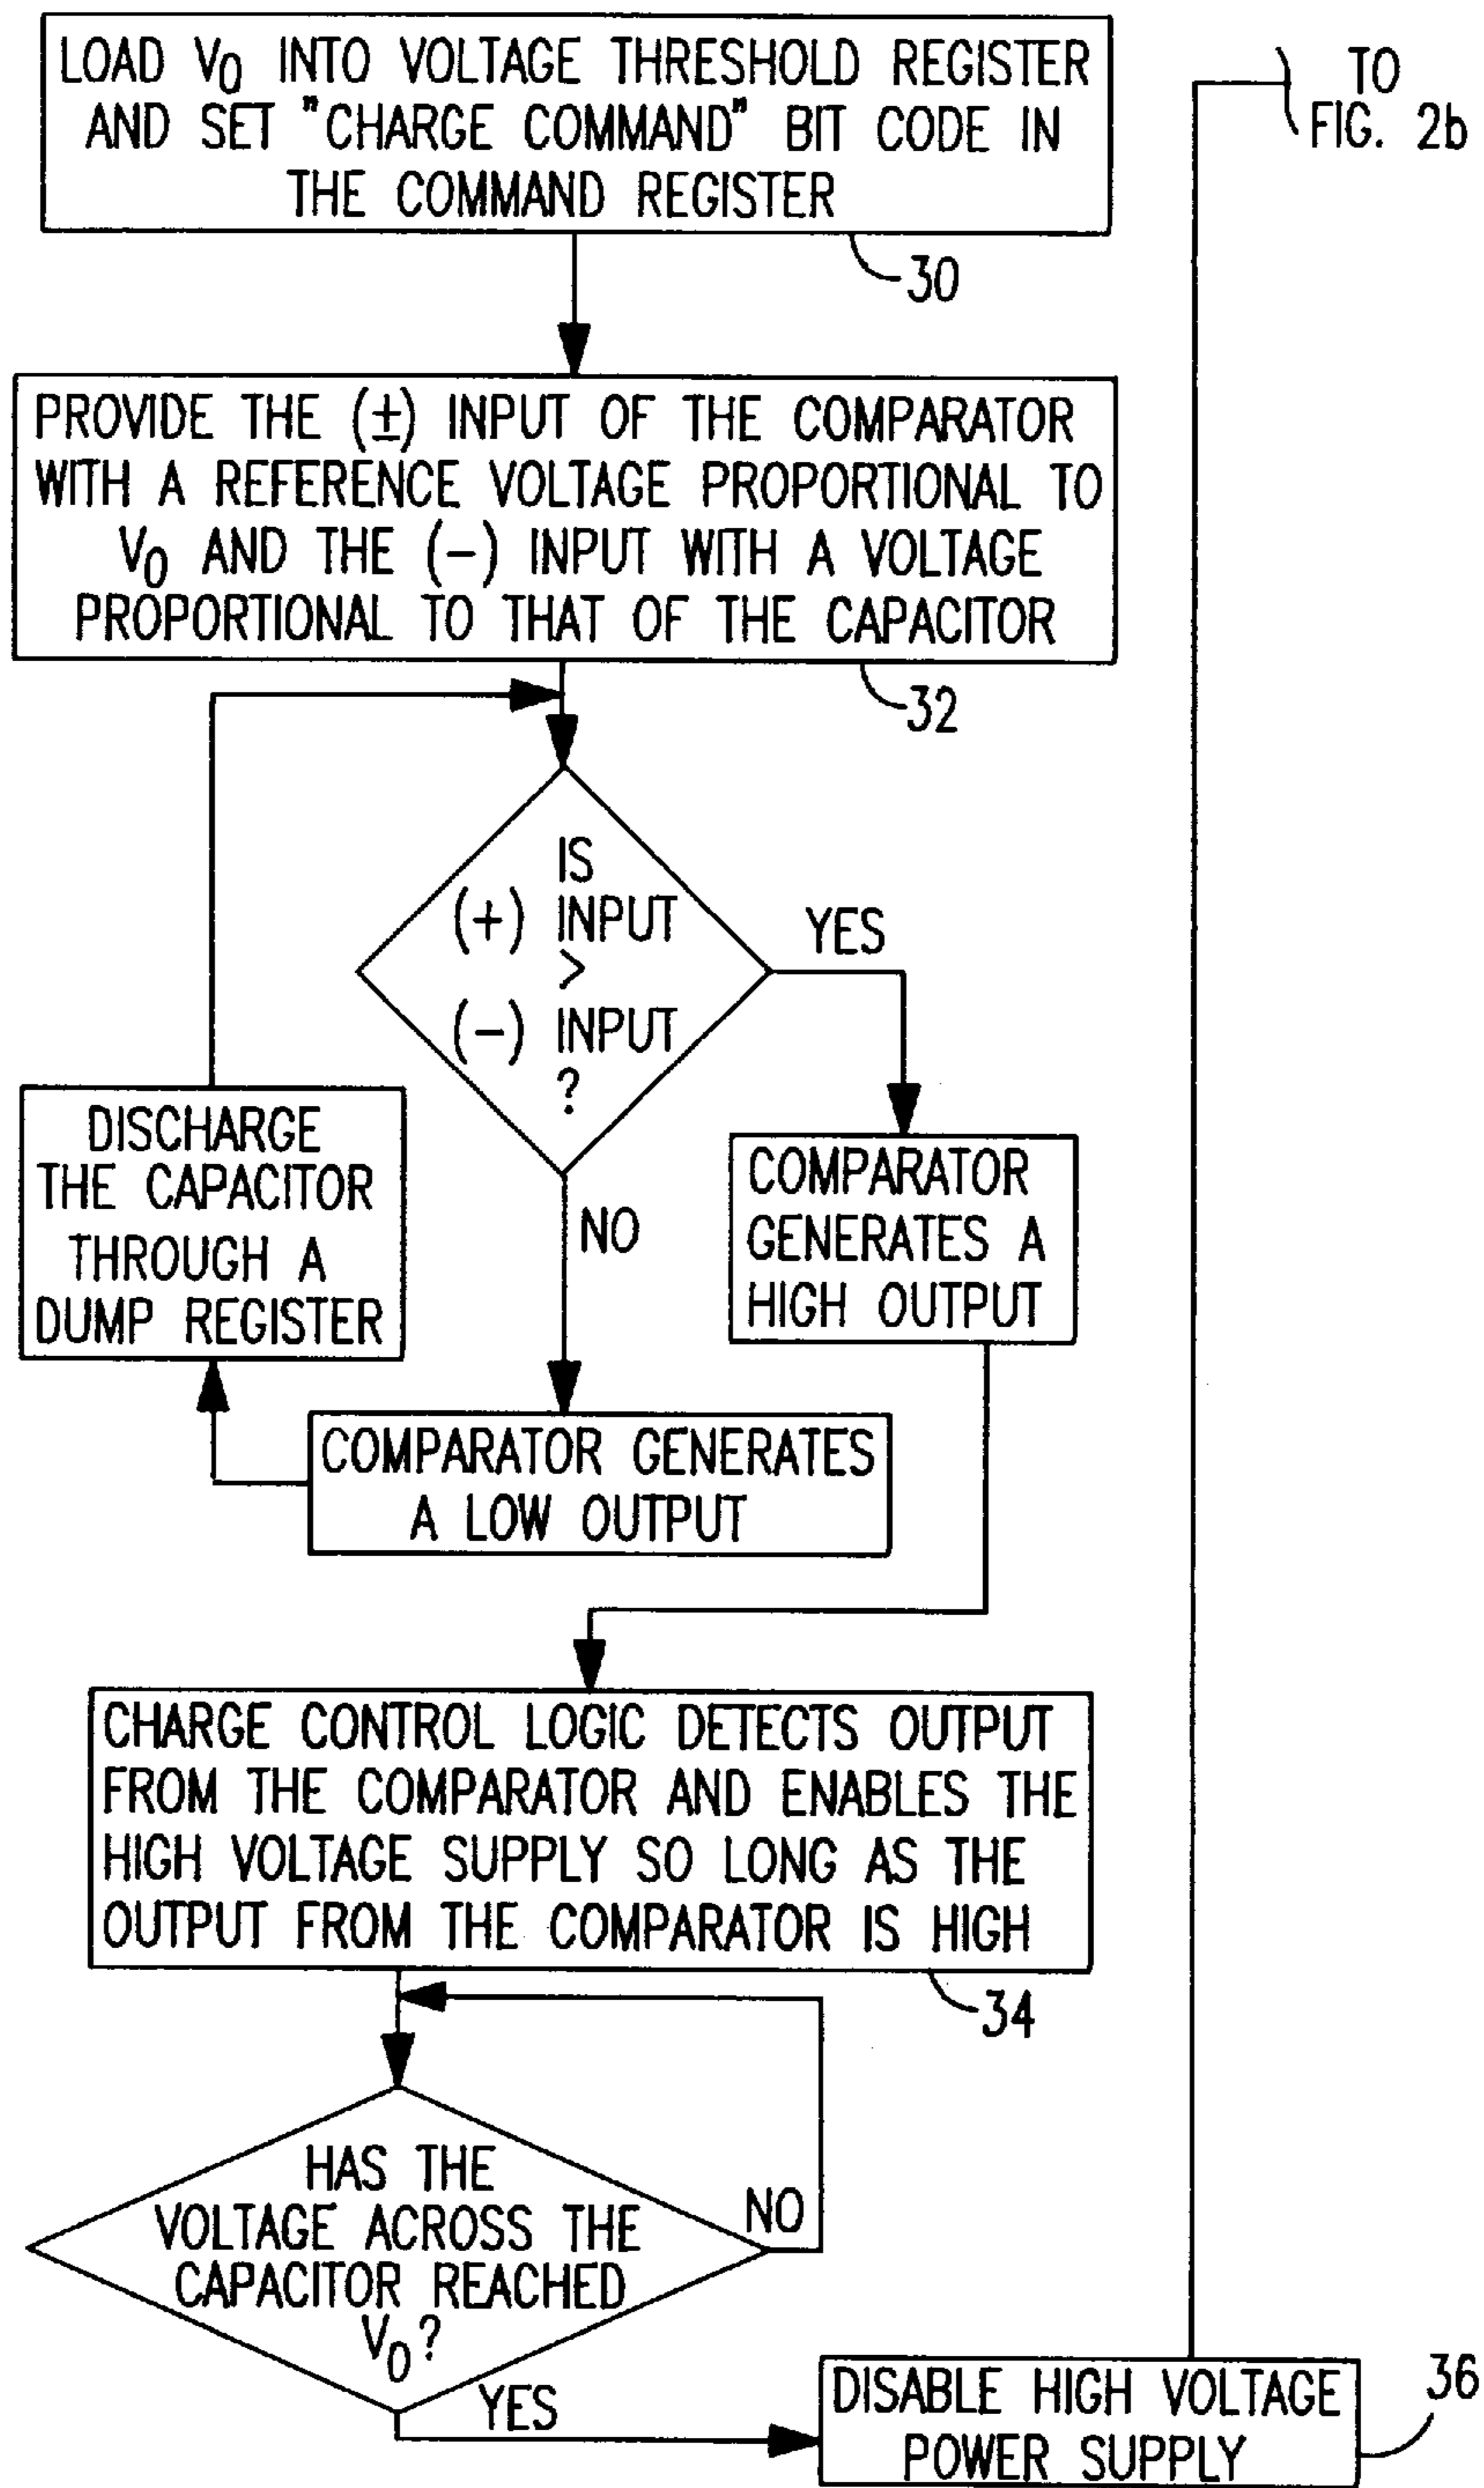 LOAD V0 INTO VOLTAGE THRESHOLD REGISTER
AND SET "CHARGE COMMAND" BIT CODE IN
THE COMMAND REGISTER
30
TO
FIG. 2b
PROVIDE THE (±) INPUT OF THE COMPARATOR
WITH A REFERENCE VOLTAGE PROPORTIONAL TO
V0 AND THE (-) INPUT WITH A VOLTAGE
PROPORTIONAL TO THAT OF THE CAPACITOR
32
IS
(+) INPUT
>
(-) INPUT
?
YES
NO
DISCHARGE
THE CAPACITOR
THROUGH A
DUMP REGISTER
COMPARATOR
GENERATES A
HIGH OUTPUT
COMPARATOR GENERATES
A LOW OUTPUT
CHARGE CONTROL LOGIC DETECTS OUTPUT
FROM THE COMPARATOR AND ENABLES THE
HIGH VOLTAGE SUPPLY SO LONG AS THE
OUTPUT FROM THE COMPARATOR IS HIGH
34
HAS THE
VOLTAGE ACROSS THE
CAPACITOR REACHED
V0?
NO
YES
DISABLE HIGH VOLTAGE
POWER SUPPLY
36